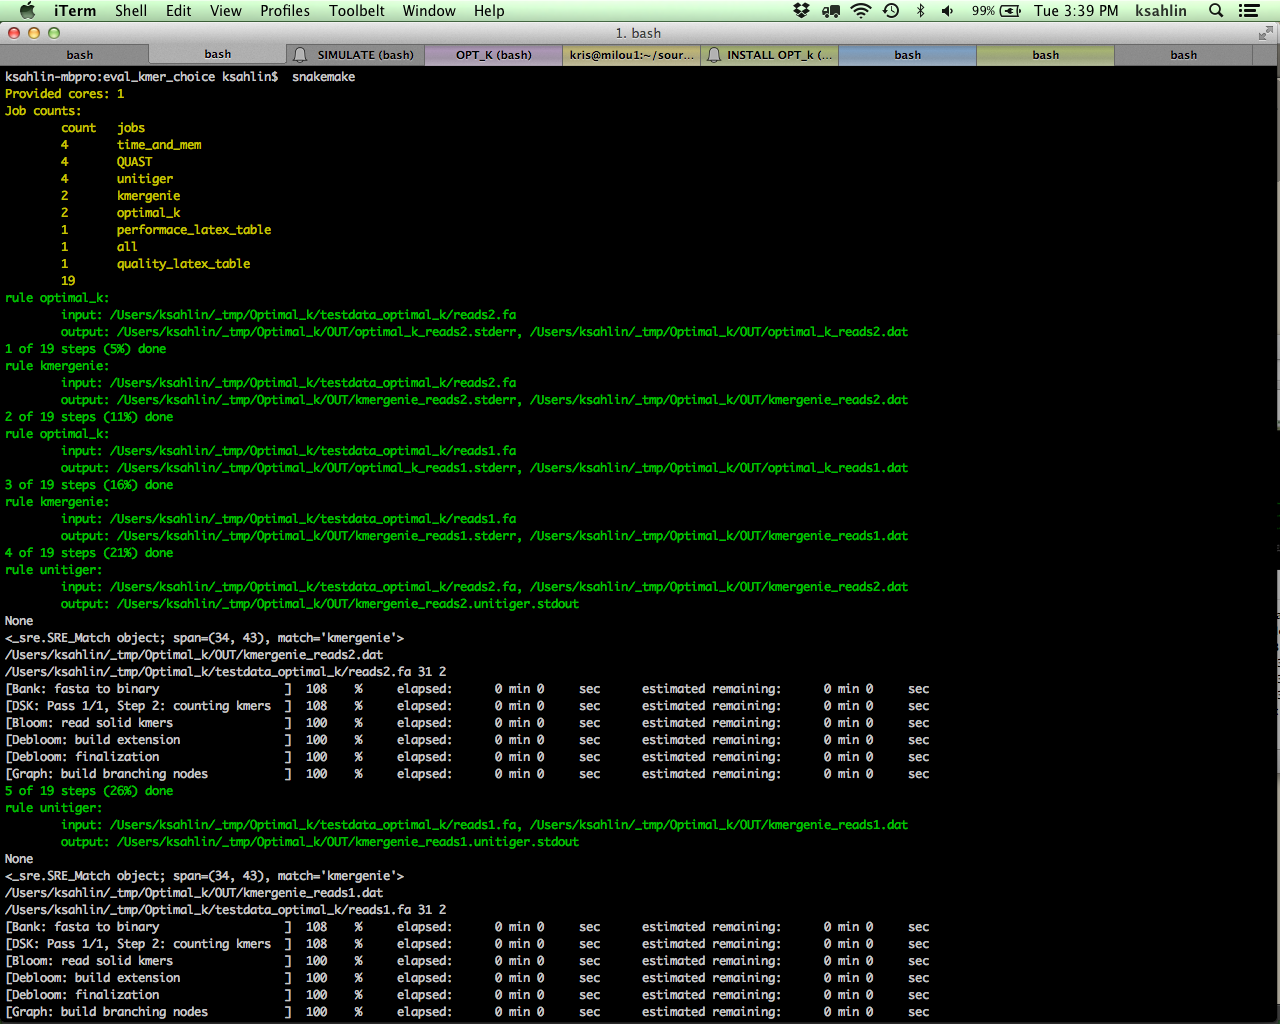 iTerm Shell Edit View Profiles Toolbelt Window Help 99% Tue 3:39 PM ksahlin
1. bash
bash bash SIMULATE (bash) OPT_K (bash) kris@milou1:~/sour... INSTALL OPT_k (... bash bash bash
ksahlin-mbpro:eval_kmer_choice ksahlin$ snakemake
Provided cores: 1
Job counts:
count jobs
4 time_and_mem
4 QUAST
4 unitiger
2 kmergenie
2 optimal_k
1 performace_latex_table
1 all
1 quality_latex_table
19
rule optimal_k:
input: /Users/ksahlin/_tmp/Optimal_k/testdata_optimal_k/reads2.fa
output: /Users/ksahlin/_tmp/Optimal_k/OUT/optimal_k_reads2.stderr, /Users/ksahlin/_tmp/Optimal_k/OUT/optimal_k_reads2.dat
1 of 19 steps (5%) done
rule kmergenie:
input: /Users/ksahlin/_tmp/Optimal_k/testdata_optimal_k/reads2.fa
output: /Users/ksahlin/_tmp/Optimal_k/OUT/kmergenie_reads2.stderr, /Users/ksahlin/_tmp/Optimal_k/OUT/kmergenie_reads2.dat
2 of 19 steps (11%) done
rule optimal_k:
input: /Users/ksahlin/_tmp/Optimal_k/testdata_optimal_k/reads1.fa
output: /Users/ksahlin/_tmp/Optimal_k/OUT/optimal_k_reads1.stderr, /Users/ksahlin/_tmp/Optimal_k/OUT/optimal_k_reads1.dat
3 of 19 steps (16%) done
rule kmergenie:
input: /Users/ksahlin/_tmp/Optimal_k/testdata_optimal_k/reads1.fa
output: /Users/ksahlin/_tmp/Optimal_k/OUT/kmergenie_reads1.stderr, /Users/ksahlin/_tmp/Optimal_k/OUT/kmergenie_reads1.dat
4 of 19 steps (21%) done
rule unitiger:
input: /Users/ksahlin/_tmp/Optimal_k/testdata_optimal_k/reads2.fa, /Users/ksahlin/_tmp/Optimal_k/OUT/kmergenie_reads2.dat
output: /Users/ksahlin/_tmp/Optimal_k/OUT/kmergenie_reads2.unitiger.stdout
None
<_sre.SRE_Match object; span=(34, 43), match='kmergenie'>
/Users/ksahlin/_tmp/Optimal_k/OUT/kmergenie_reads2.dat
/Users/ksahlin/_tmp/Optimal_k/testdata_optimal_k/reads2.fa 31 2
[Bank: fasta to binary ] 108 % elapsed: 0 min 0 sec estimated remaining: 0 min 0 sec
[DSK: Pass 1/1, Step 2: counting kmers ] 108 % elapsed: 0 min 0 sec estimated remaining: 0 min 0 sec
[Bloom: read solid kmers ] 100 % elapsed: 0 min 0 sec estimated remaining: 0 min 0 sec
[Debloom: build extension ] 100 % elapsed: 0 min 0 sec estimated remaining: 0 min 0 sec
[Debloom: finalization ] 100 % elapsed: 0 min 0 sec estimated remaining: 0 min 0 sec
[Graph: build branching nodes ] 100 % elapsed: 0 min 0 sec estimated remaining: 0 min 0 sec
5 of 19 steps (26%) done
rule unitiger:
input: /Users/ksahlin/_tmp/Optimal_k/testdata_optimal_k/reads1.fa, /Users/ksahlin/_tmp/Optimal_k/OUT/kmergenie_reads1.dat
output: /Users/ksahlin/_tmp/Optimal_k/OUT/kmergenie_reads1.unitiger.stdout
None
<_sre.SRE_Match object; span=(34, 43), match='kmergenie'>
/Users/ksahlin/_tmp/Optimal_k/OUT/kmergenie_reads1.dat
/Users/ksahlin/_tmp/Optimal_k/testdata_optimal_k/reads1.fa 31 2
[Bank: fasta to binary ] 108 % elapsed: 0 min 0 sec estimated remaining: 0 min 0 sec
[DSK: Pass 1/1, Step 2: counting kmers ] 108 % elapsed: 0 min 0 sec estimated remaining: 0 min 0 sec
[Bloom: read solid kmers ] 100 % elapsed: 0 min 0 sec estimated remaining: 0 min 0 sec
[Debloom: build extension ] 100 % elapsed: 0 min 0 sec estimated remaining: 0 min 0 sec
[Debloom: finalization ] 100 % elapsed: 0 min 0 sec estimated remaining: 0 min 0 sec
[Graph: build branching nodes ] 100 % elapsed: 0 min 0 sec estimated remaining: 0 min 0 sec